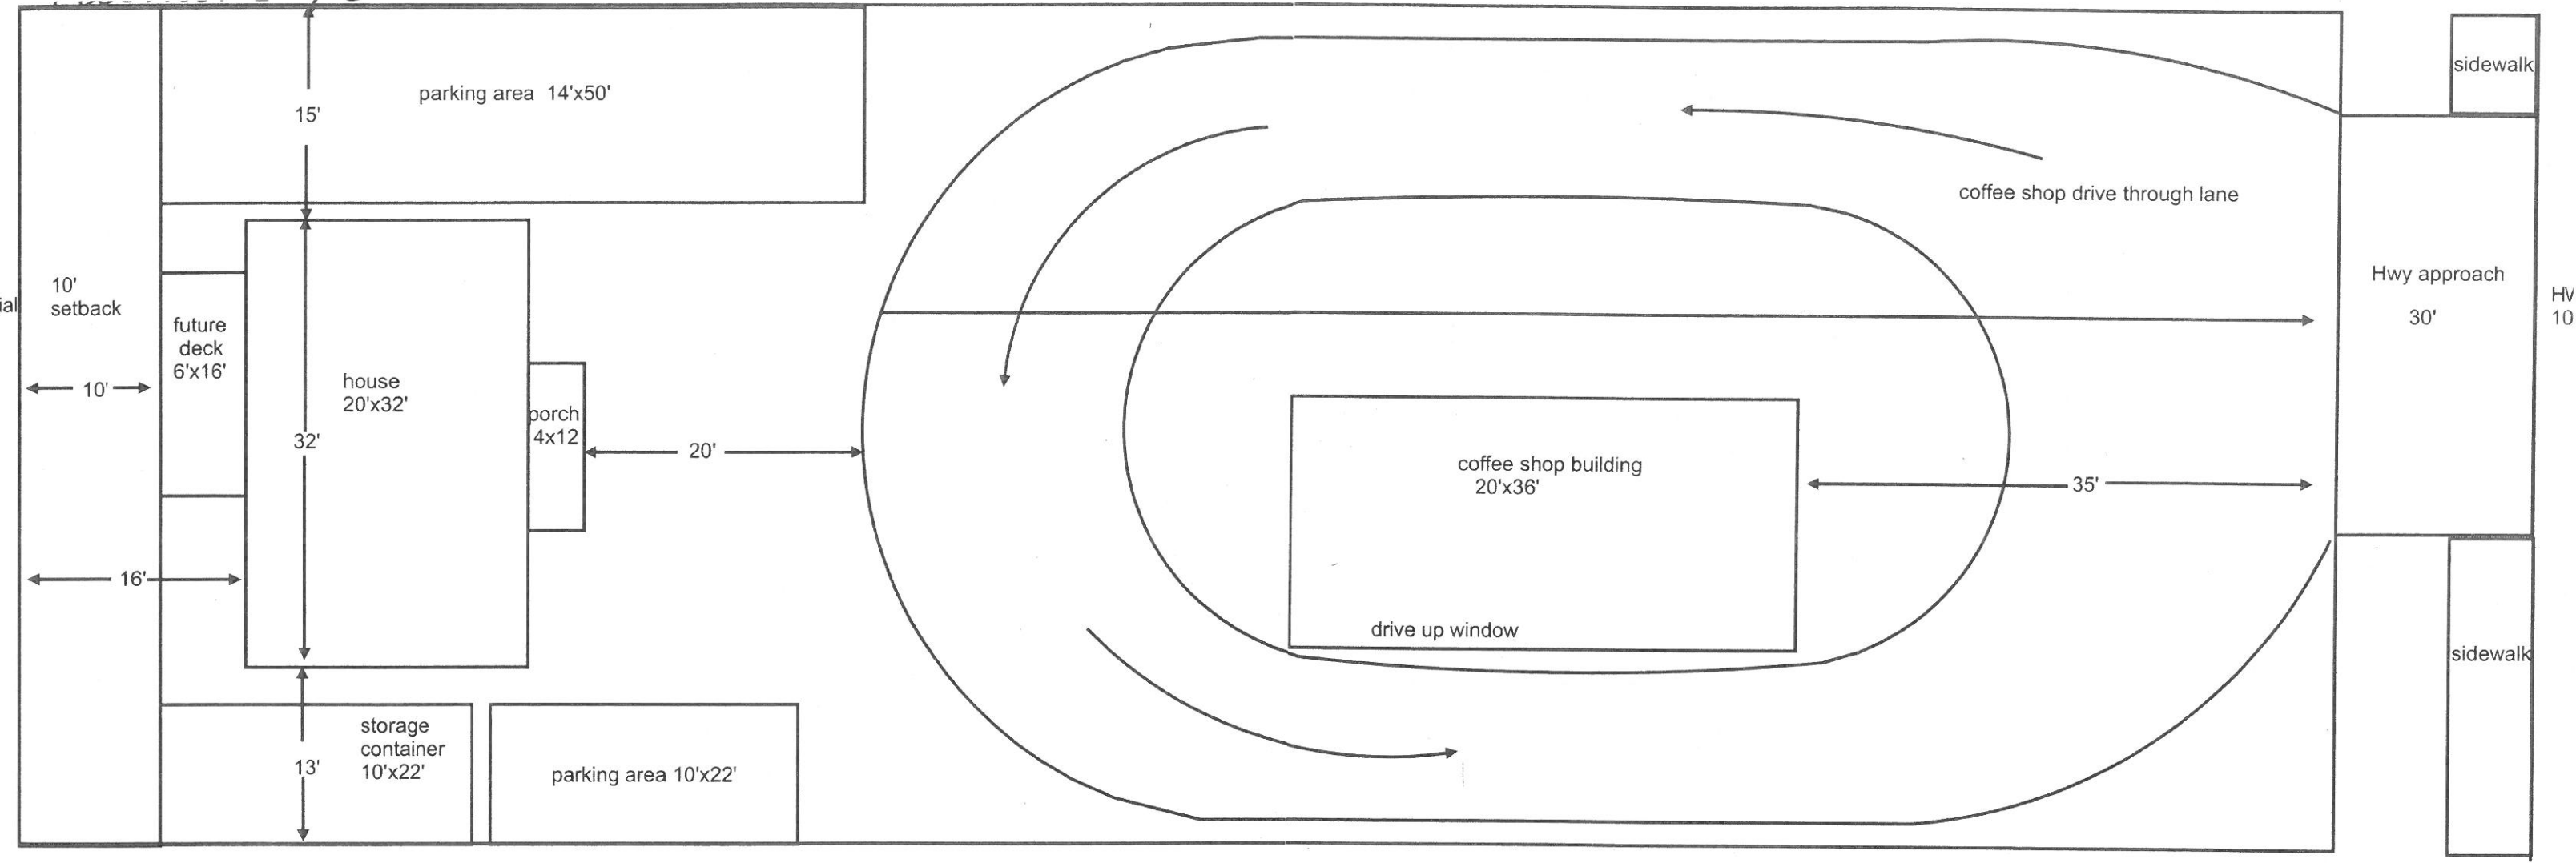 parking area 14'x50'
15'
sidewalk
coffee shop drive through lane
10'
setback
Hwy approach
30'
10
future
deck
6'x16'
10'
house
20'x32'
32'
porch
4x12
20'
coffee shop building
20'x36'
35'
16'
drive up window
sidewalk
storage
container
10'x22'
13'
parking area 10'x22'